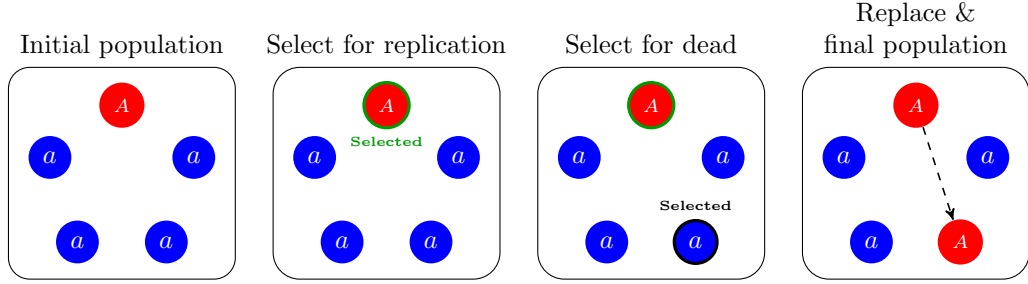 Initial population
A
a
a
a
a
Select for replication
A
Selected
a
a
a
a
Select for dead
A
a
a
Selected
a
a
Replace &
final population
A
a
a
a
A